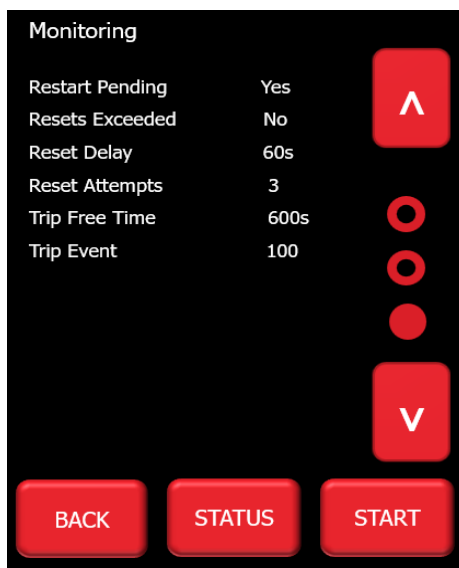 Monitoring
Restart Pending Yes
Resets Exceeded No
Reset Delay 60s
Reset Attempts 3
Trip Free Time 600s
Trip Event 100
BACK STATUS START